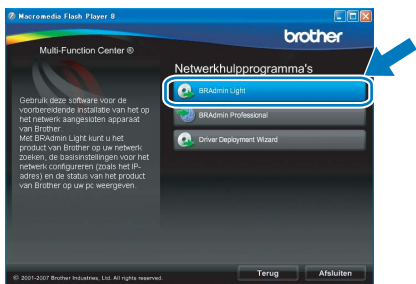 Macromedia Flash Player 8
brother
Multi-Function Center ®
Netwerkhulpprogramma's
BRAdmin Light
BRAdmin Professional
Driver Deployment Wizard
Gebruik deze software voor de
voorbereidende installatie van het op
het netwerk aangesloten apparaat
van Brother.
Met BRAdmin Light kunt u het
product van Brother op uw netwerk
zoeken, de basisinstellingen voor het
netwerk configureren (zoals het IP-
adres) en de status van het product
van Brother op uw pc weergeven.
© 2001-2007 Brother Industries, Ltd. All rights reserved.
Terug
Afsluiten